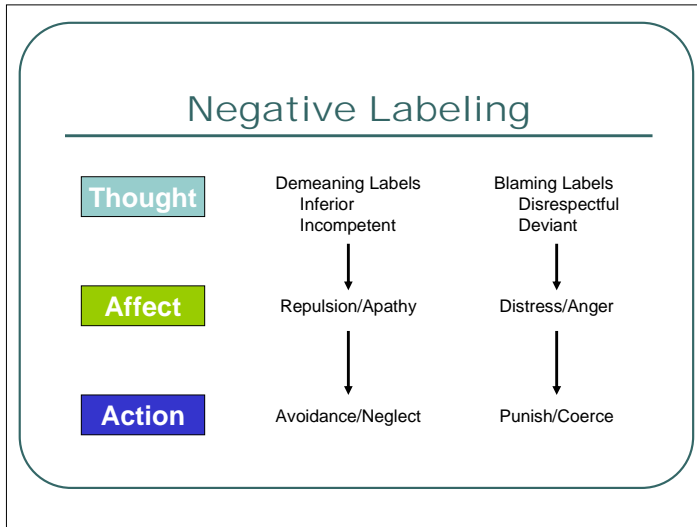 Negative Labeling
Thought
Demeaning Labels
Inferior
Incompetent
Blaming Labels
Disrespectful
Deviant
Affect
Repulsion/Apathy
Distress/Anger
Action
Avoidance/Neglect
Punish/Coerce